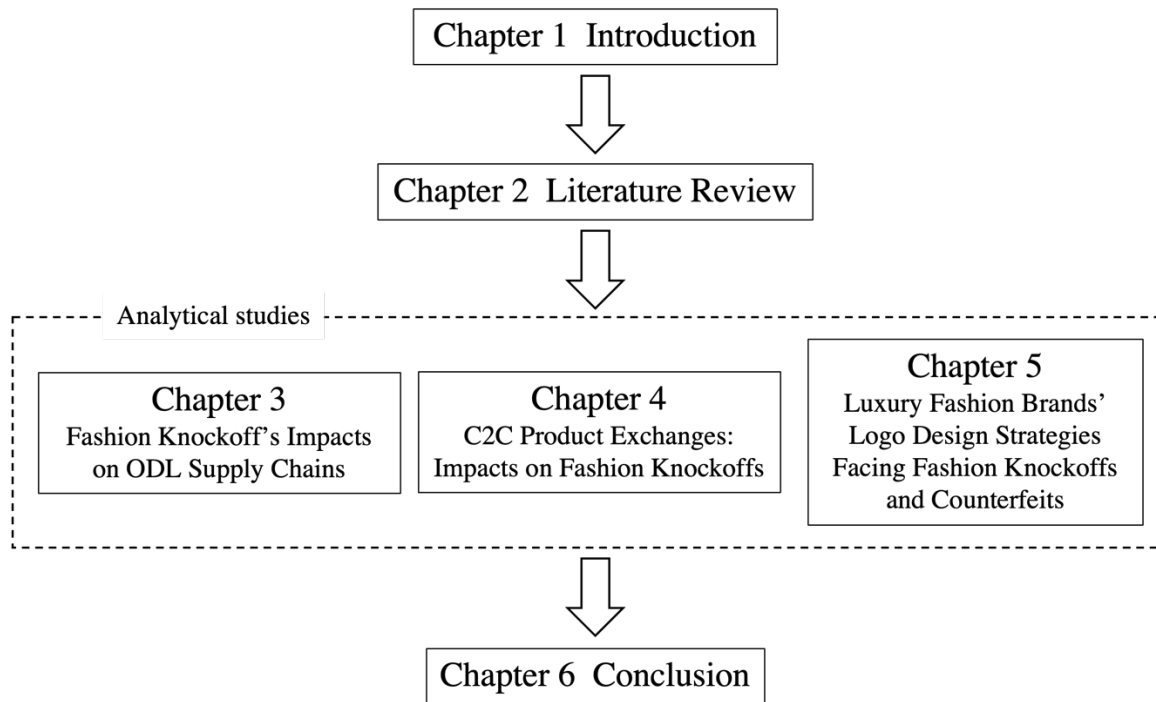 Chapter 1 Introduction
Chapter 2 Literature Review
Analytical studies
Chapter 3
Fashion Knockoff’s Impacts
on ODL Supply Chains
Chapter 4
C2C Product Exchanges:
Impacts on Fashion Knockoffs
Chapter 5
Luxury Fashion Brands’
Logo Design Strategies
Facing Fashion Knockoffs
and Counterfeits
Chapter 6 Conclusion